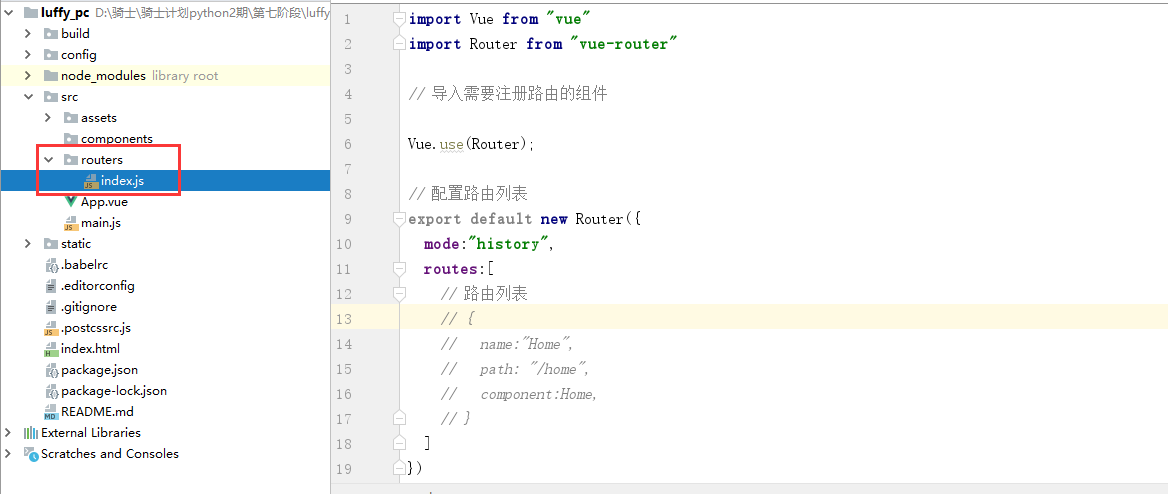 luffy_pc D:\骑士\骑士计划python2期\第七阶段\luffy
build
config
node_modules library root
src
assets
components
routers
index.js
App.vue
main.js
static
.babelrc
.editorconfig
.gitignore
.postcssrc.js
index.html
package.json
package-lock.json
README.md
External Libraries
Scratches and Consoles
1 import Vue from "vue"
2 import Router from "vue-router"
3
4 // 导入需要注册路由的组件
5
6 Vue.use(Router);
7
8 // 配置路由列表
9 export default new Router({
10 mode:"history",
11 routes:[
12 // 路由列表
13 // {
14 // name:"Home",
15 // path: "/home",
16 // component:Home,
17 // }
18 ]
19 })